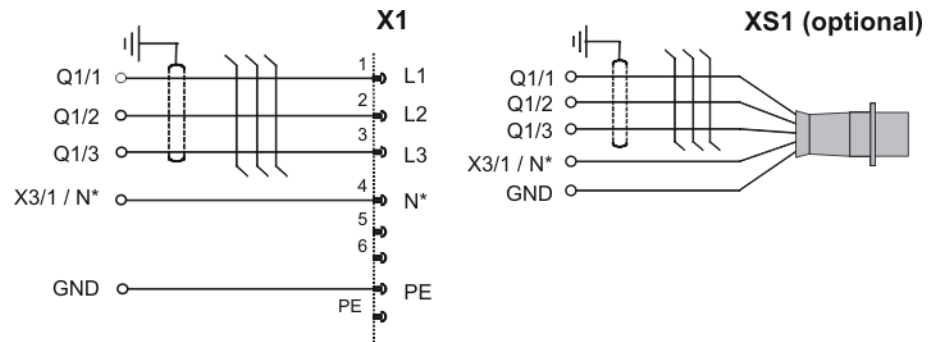 X1
Q1/1 1 L1
Q1/2 2 L2
Q1/3 3 L3
X3/1 / N* 4 N*
5
6
GND PE
PE
XS1 (optional)
Q1/1
Q1/2
Q1/3
X3/1 / N*
GND